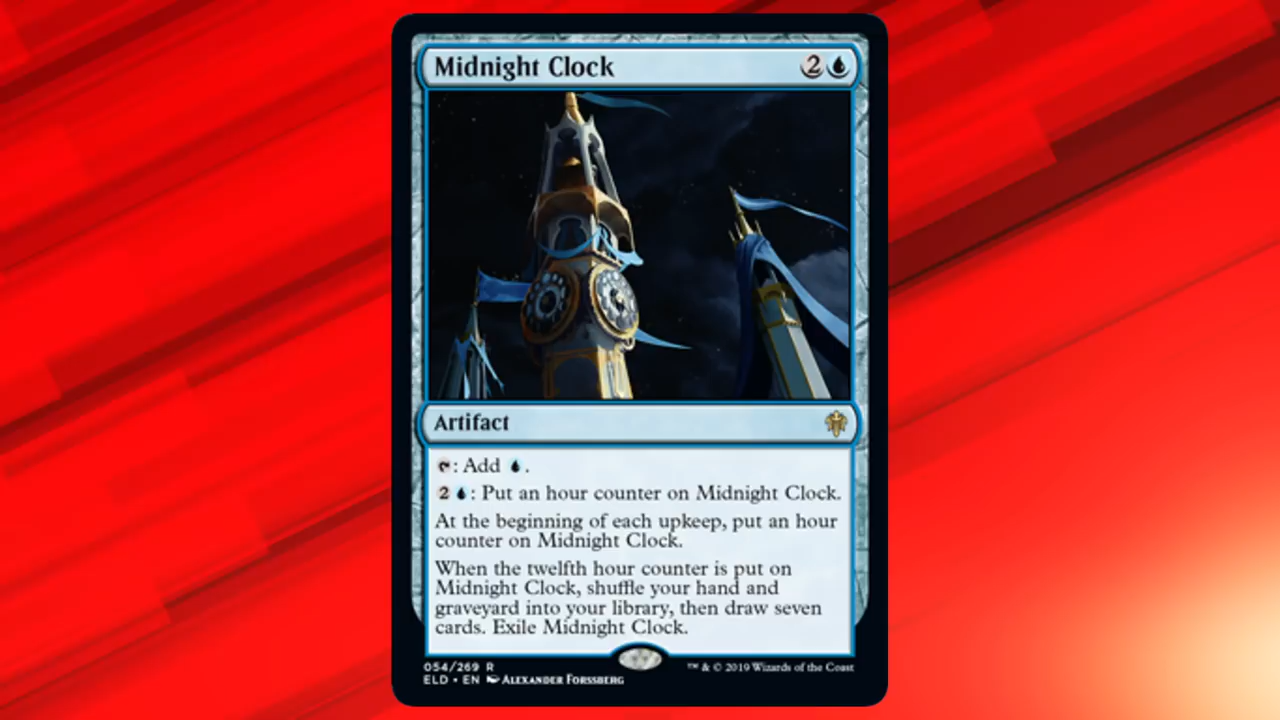 Midnight Clock 2
Artifact
: Add .
2 : Put an hour counter on Midnight Clock.
At the beginning of each upkeep, put an hour
counter on Midnight Clock.
When the twelfth hour counter is put on
Midnight Clock, shuffle your hand and
graveyard into your library, then draw seven
cards. Exile Midnight Clock.
054/269 R
™ & © 2019 Wizards of the Coast
ELD • EN Alexander Forssberg